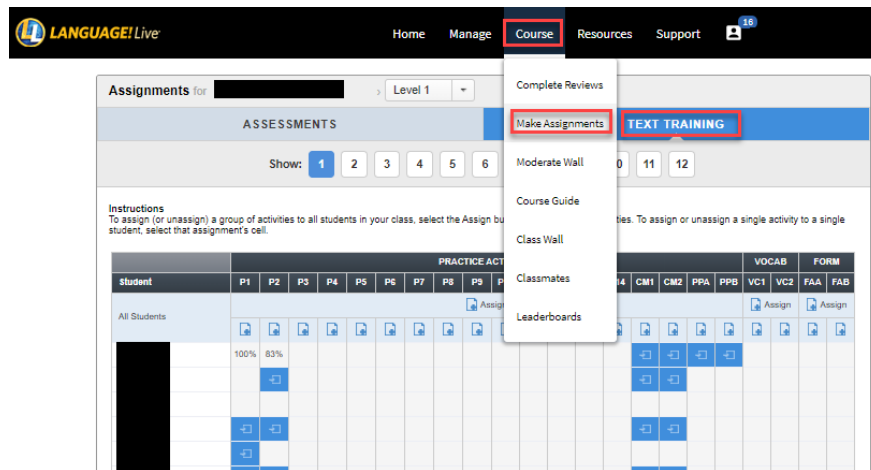 LANGUAGE! Live
Home Manage Course Resources Support 16
Assignments for Level 1
Complete Reviews
Make Assignments
Moderate Wall
Course Guide
Class Wall
Classmates
Leaderboards
ASSESSMENTS TEXT TRAINING
Show: 1 2 3 4 5 6 11 12
Instructions
To assign (or unassign) a group of activities to all students in your class, select the Assign bu ies. To assign or unassign a single activity to a single
student, select that assignment's cell.
PRACTICE ACT VOCAB FORM
Student P1 P2 P3 P4 P5 P6 P7 P8 P9 P 14 CM1 CM2 PPA PPB VC1 VC2 FAA FAB
All Students Assign Assign Assign
100% 83%